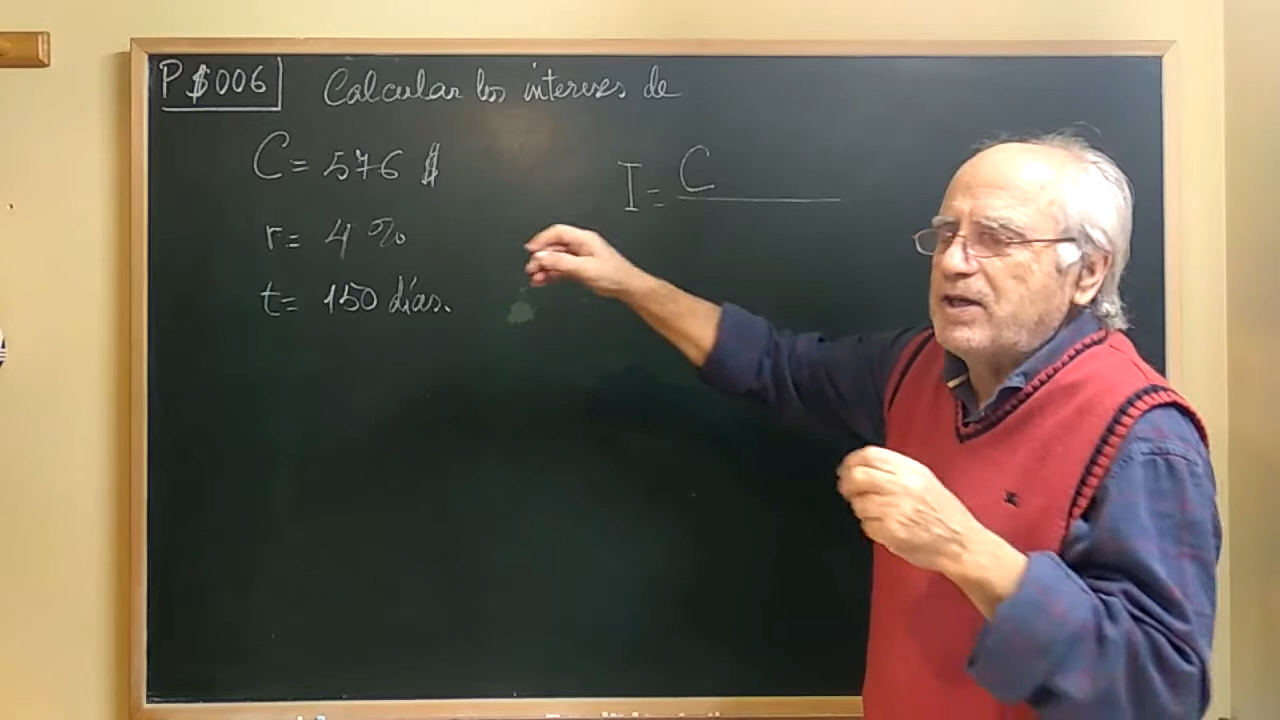 P$006 Calcular los intereses de
C = 576 $
r = 4 %
t = 150 días.
I = C